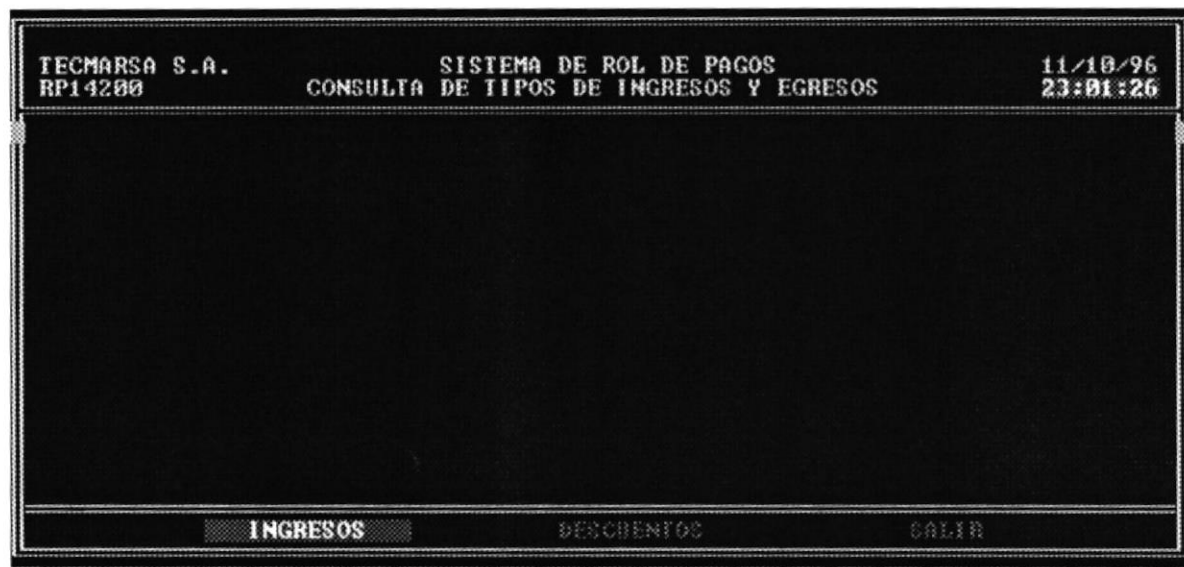 TECMARSA S.A. SISTEMA DE ROL DE PAGOS 11/10/96
RP14200 CONSULTA DE TIPOS DE INGRESOS Y EGRESOS 23:01:26
INGRESOS DESCUENTOS SALIR